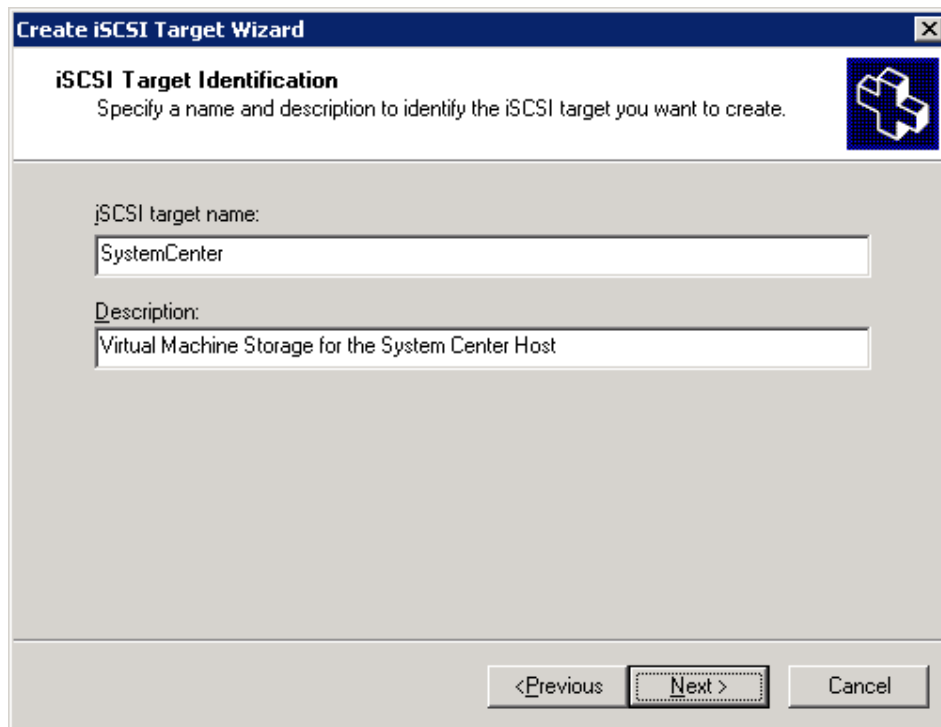 Create iSCSI Target Wizard
iSCSI Target Identification
Specify a name and description to identify the iSCSI target you want to create.
iSCSI target name:
SystemCenter
Description:
Virtual Machine Storage for the System Center Host
<Previous Next > Cancel